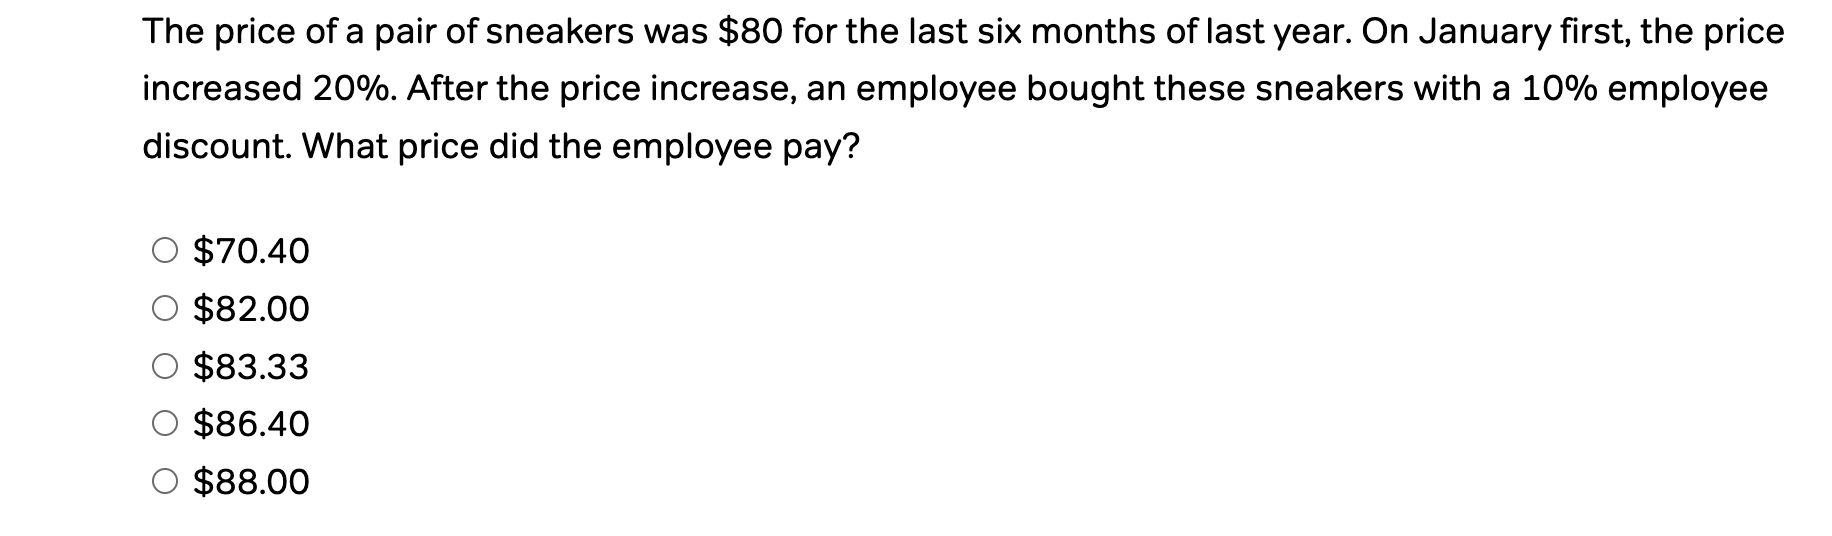 The price of a pair of sneakers was $80 for the last six months of last year. On January first, the price
increased 20%. After the price increase, an employee bought these sneakers with a 10% employee
discount. What price did the employee pay?
$70.40
$82.00
$83.33
$86.40
$88.00